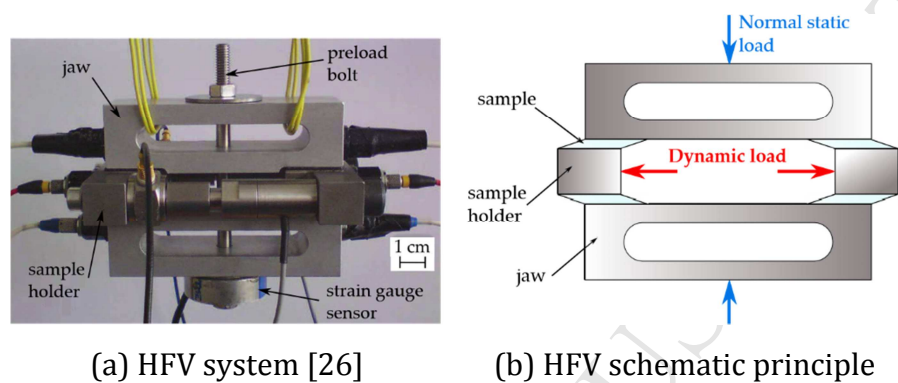 preload
bolt
jaw
sample
holder
1 cm
strain gauge
sensor
(a) HFV system [26]
Normal static
load
sample
Dynamic load
sample
holder
jaw
(b) HFV schematic principle